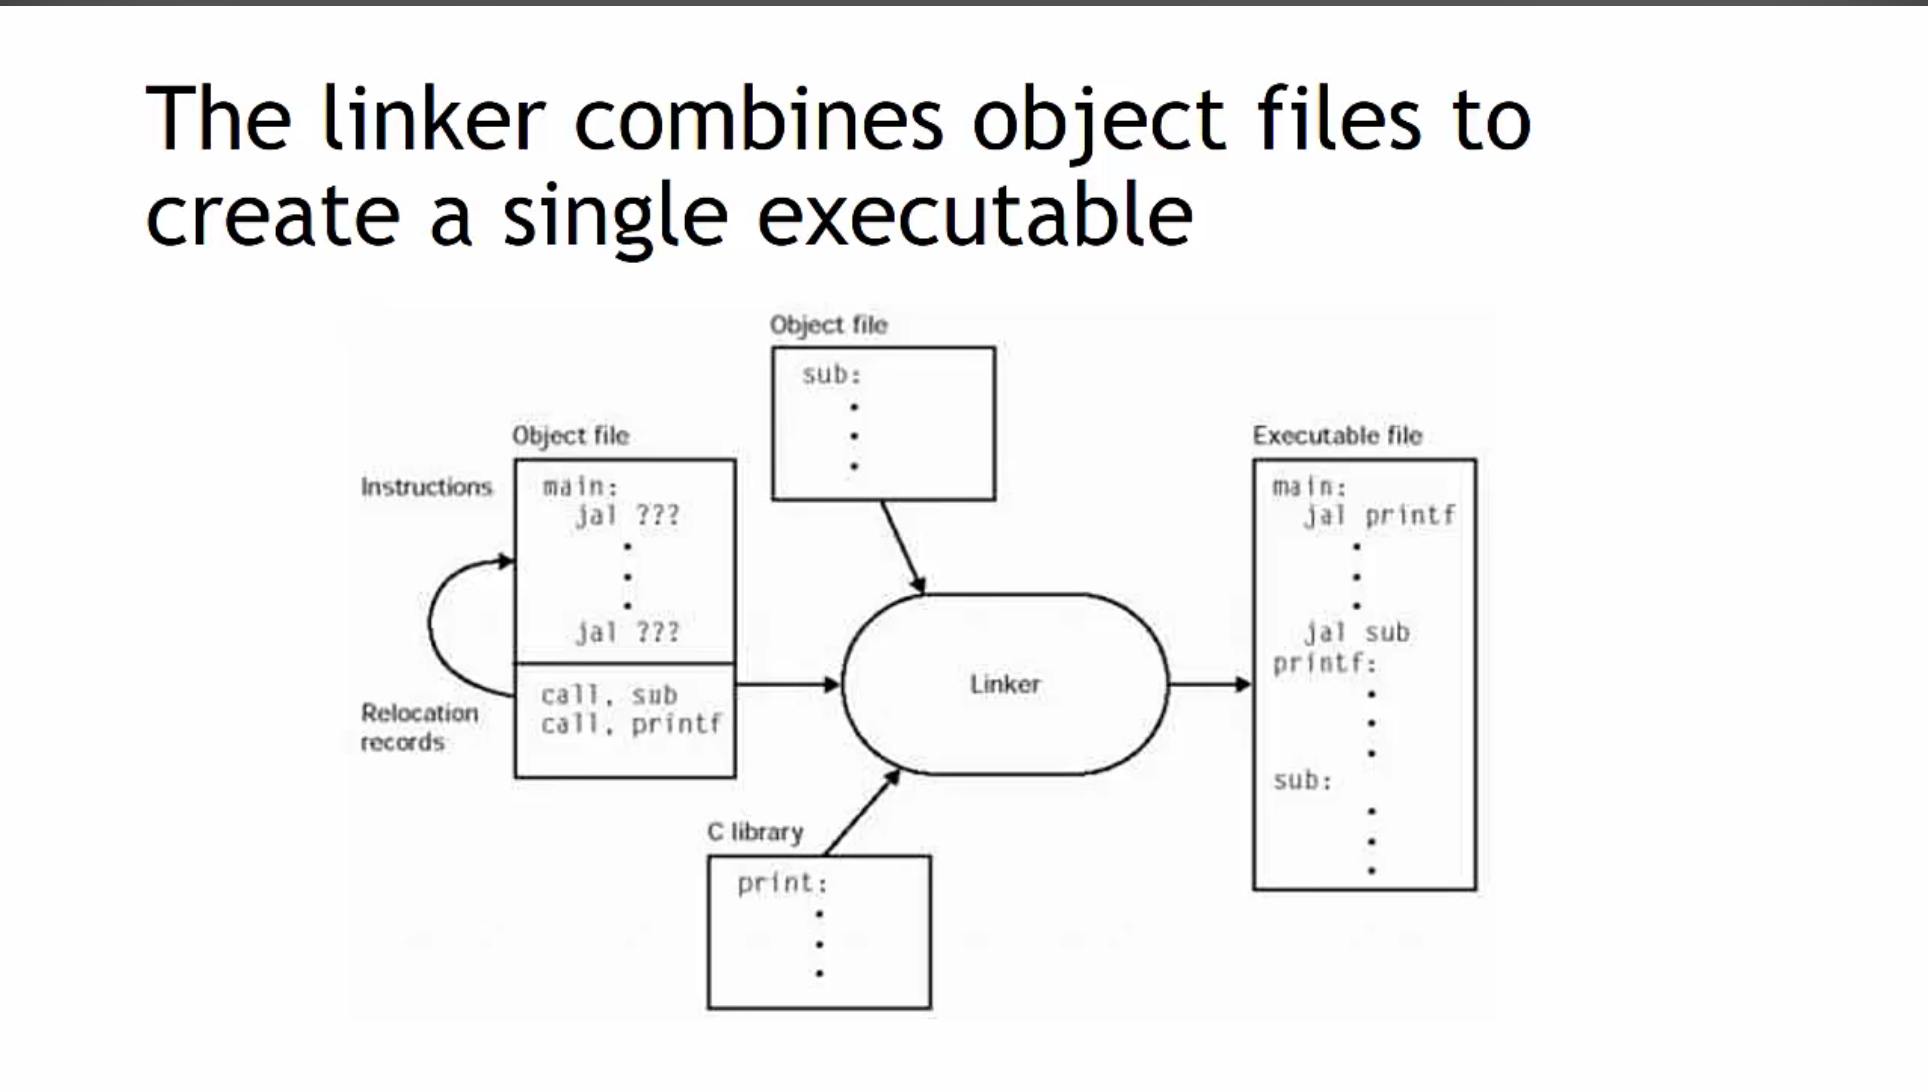 The linker combines object files to
create a single executable
Object file
sub:
Object file
Instructions
main:
jal ???
jal ???
Relocation
records
call, sub
call, printf
Linker
C library
print:
Executable file
main:
jal printf
jal sub
printf:
sub: